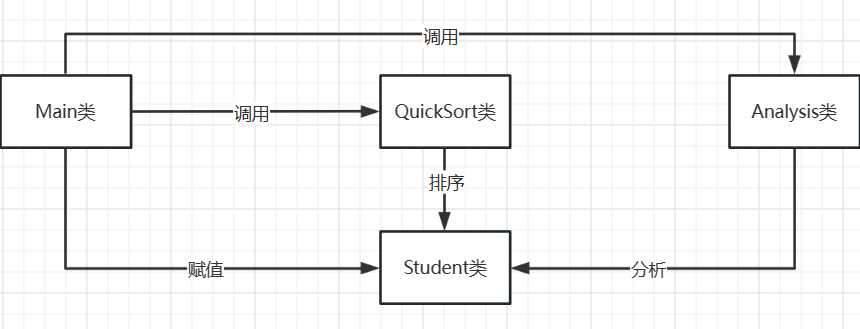 调用
Main类
调用
QuickSort类
Analysis类
排序
赋值
Student类
分析